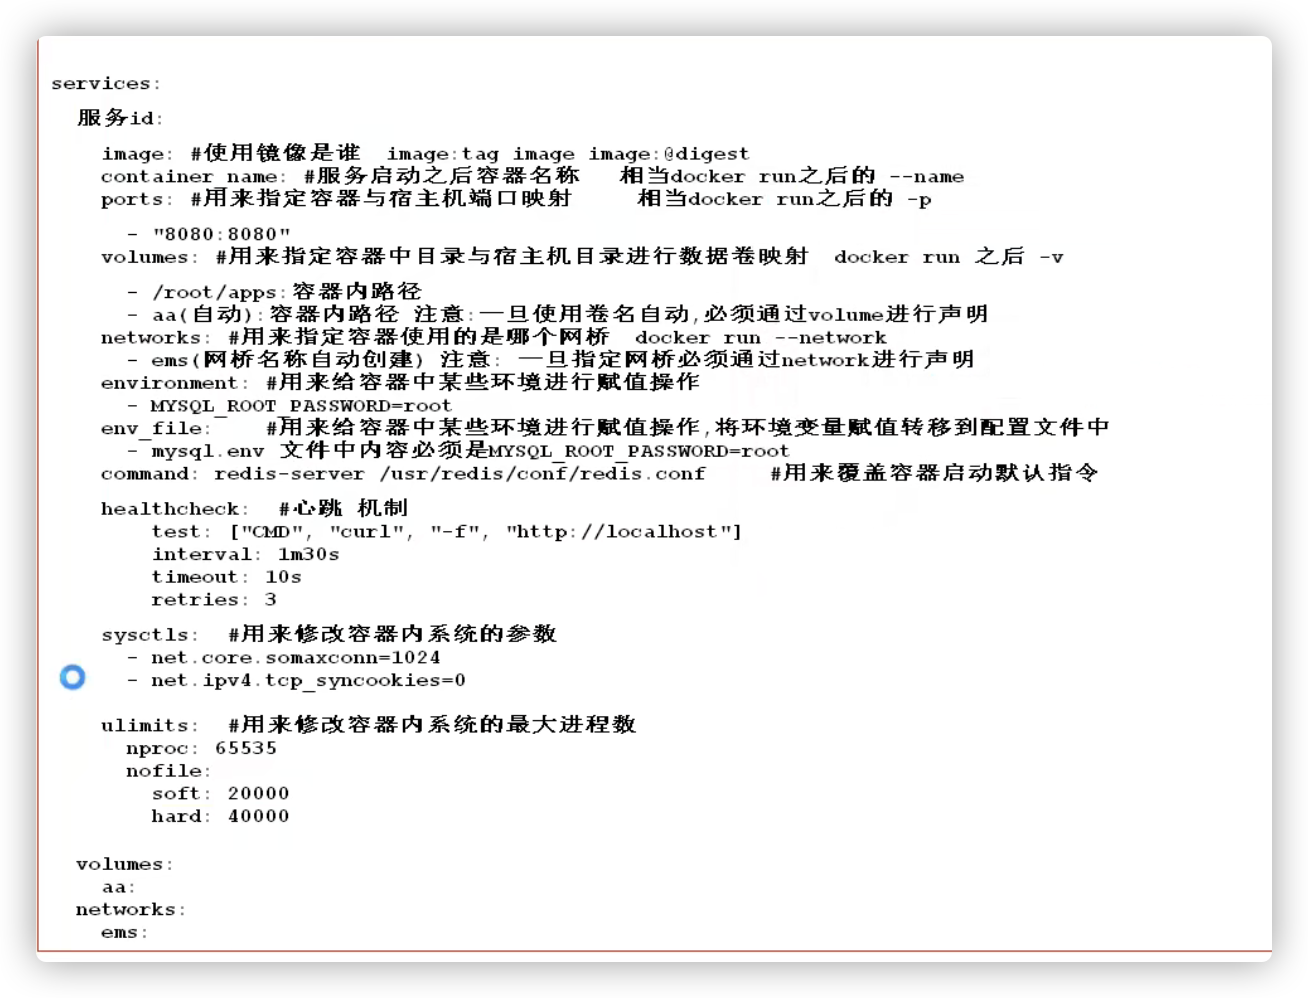 services:
服务id:
image: #使用镜像是谁 image:tag image image:@digest
container_name: #服务启动之后容器名称 相当docker run之后的 --name
ports: #用来指定容器与宿主机端口映射 相当docker run之后的 -p
- "8080:8080"
volumes: #用来指定容器中目录与宿主机目录进行数据卷映射 docker run 之后 -v
- /root/apps:容器内路径
- aa(自动):容器内路径 注意:一旦使用卷名自动,必须通过volume进行声明
networks: #用来指定容器使用的是哪个网桥 docker run --network
- ems(网桥名称自动创建) 注意: 一旦指定网桥必须通过network进行声明
environment: #用来给容器中某些环境进行赋值操作
- MYSQL_ROOT_PASSWORD=root
env_file: #用来给容器中某些环境进行赋值操作,将环境变量赋值转移到配置文件中
- mysql.env 文件中内容必须是MYSQL_ROOT_PASSWORD=root
command: redis-server /usr/redis/conf/redis.conf #用来覆盖容器启动默认指令
healthcheck: #心跳 机制
test: ["CMD", "curl", "-f", "http://localhost"]
interval: 1m30s
timeout: 10s
retries: 3
sysctls: #用来修改容器内系统的参数
- net.core.somaxconn=1024
- net.ipv4.tcp_syncookies=0
ulimits: #用来修改容器内系统的最大进程数
nproc: 65535
nofile:
soft: 20000
hard: 40000
volumes:
aa:
networks:
ems: